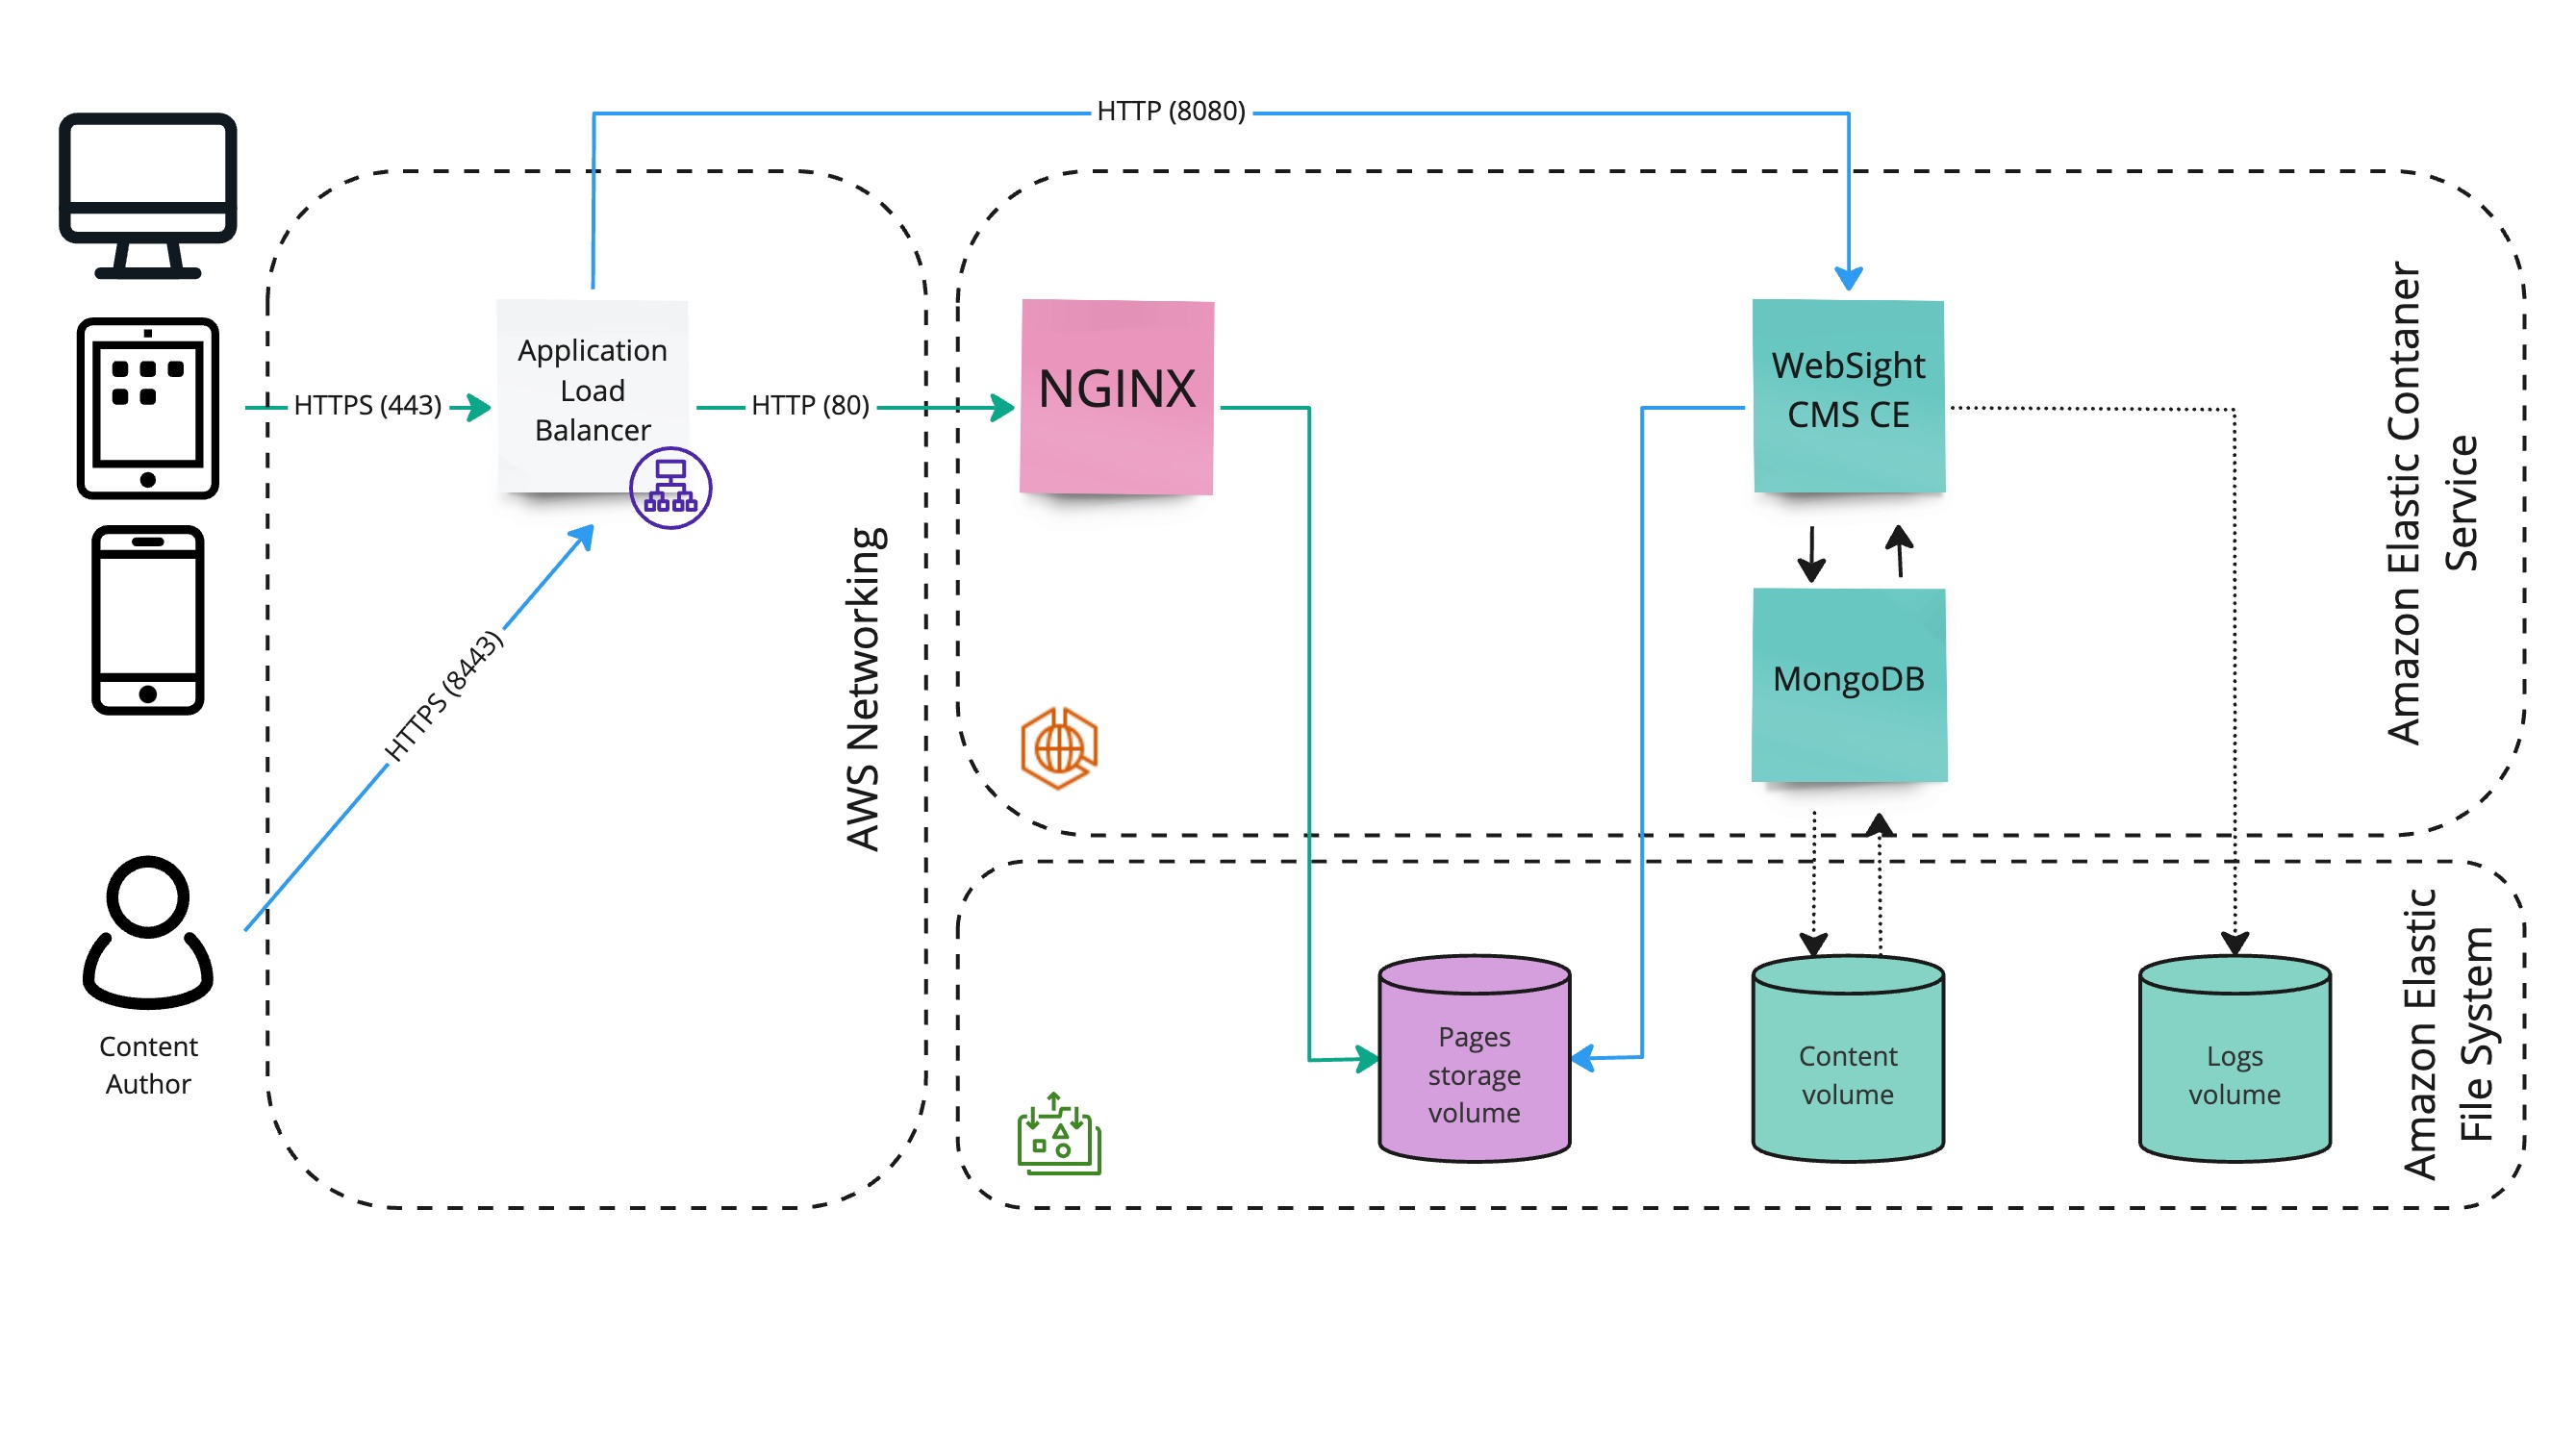 HTTP (8080)
Application
Load
Balancer
HTTPS (443)
HTTP (80)
NGINX
WebSight
CMS CE
MongoDB
HTTPS (8443)
AWS Networking
Amazon Elastic Contaner
Service
Content
Author
Pages
storage
volume
Content
volume
Logs
volume
Amazon Elastic
File System